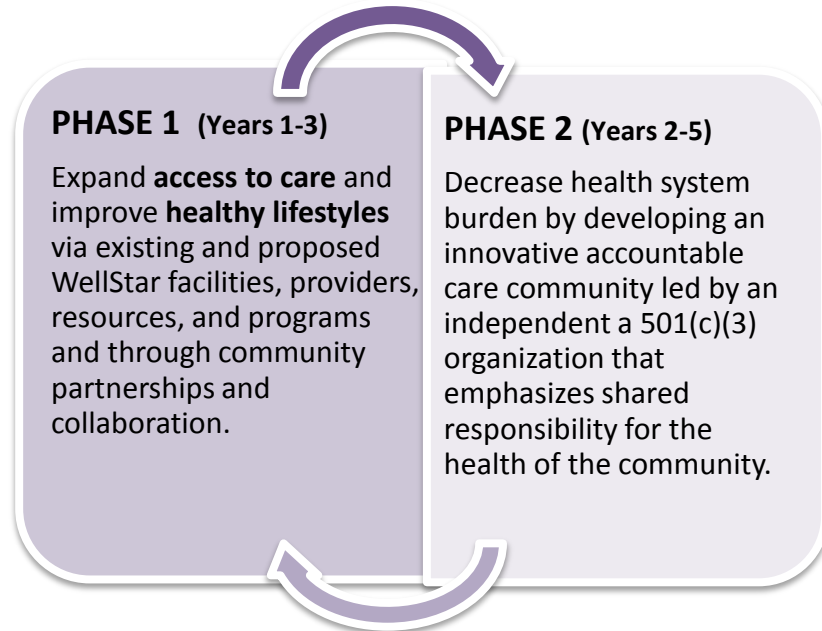 PHASE 1 (Years 1-3)
Expand access to care and
improve healthy lifestyles
via existing and proposed
WellStar facilities, providers,
resources, and programs
and through community
partnerships and
collaboration.
PHASE 2 (Years 2-5)
Decrease health system
burden by developing an
innovative accountable
care community led by an
independent a 501(c)(3)
organization that
emphasizes shared
responsibility for the
health of the community.